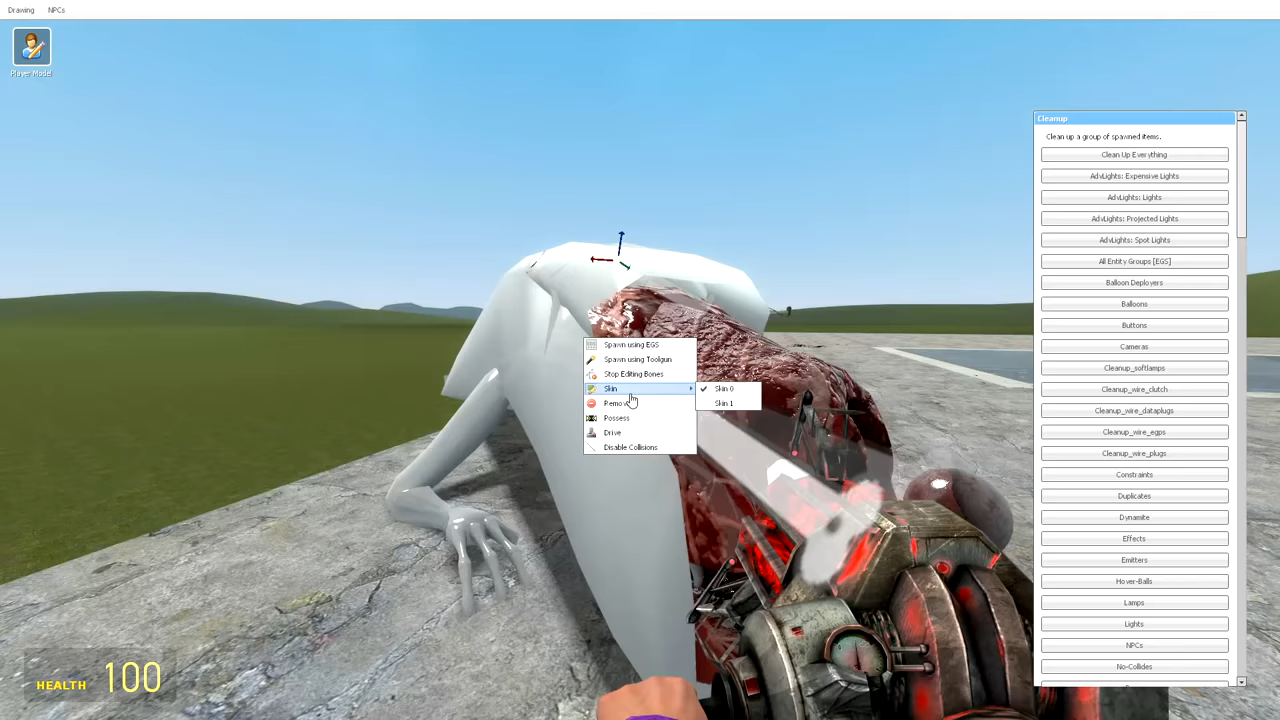 Drawing NPCs
Player Model
Cleanup
Clean up a group of spawned items.
Clean Up Everything
AdvLights: Expensive Lights
AdvLights: Lights
AdvLights: Projected Lights
AdvLights: Spot Lights
All Entity Groups [EGS]
Balloon Deployers
Balloons
Buttons
Cameras
Cleanup_softlamps
Cleanup_wire_clutch
Cleanup_wire_dataplugs
Cleanup_wire_egps
Cleanup_wire_plugs
Constraints
Duplicates
Dynamite
Effects
Emitters
Hover-Balls
Lamps
Lights
NPCs
No-Collides
Spawn using EGS
Spawn using Toolgun
Stop Editing Bones
Skin
Remove
Possess
Drive
Disable Collisions
Skin 0
Skin 1
HEALTH 100